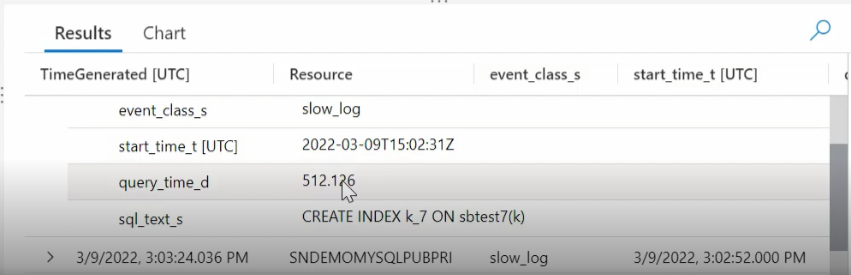 Results Chart
TimeGenerated [UTC] Resource event_class_s start_time_t [UTC]
event_class_s slow_log
start_time_t [UTC] 2022-03-09T15:02:31Z
query_time_d 512.126
sql_text_s CREATE INDEX k_7 ON sbtest7(k)
3/9/2022, 3:03:24.036 PM SNDEMOMYSQLPUBPRI slow_log 3/9/2022, 3:02:52.000 PM